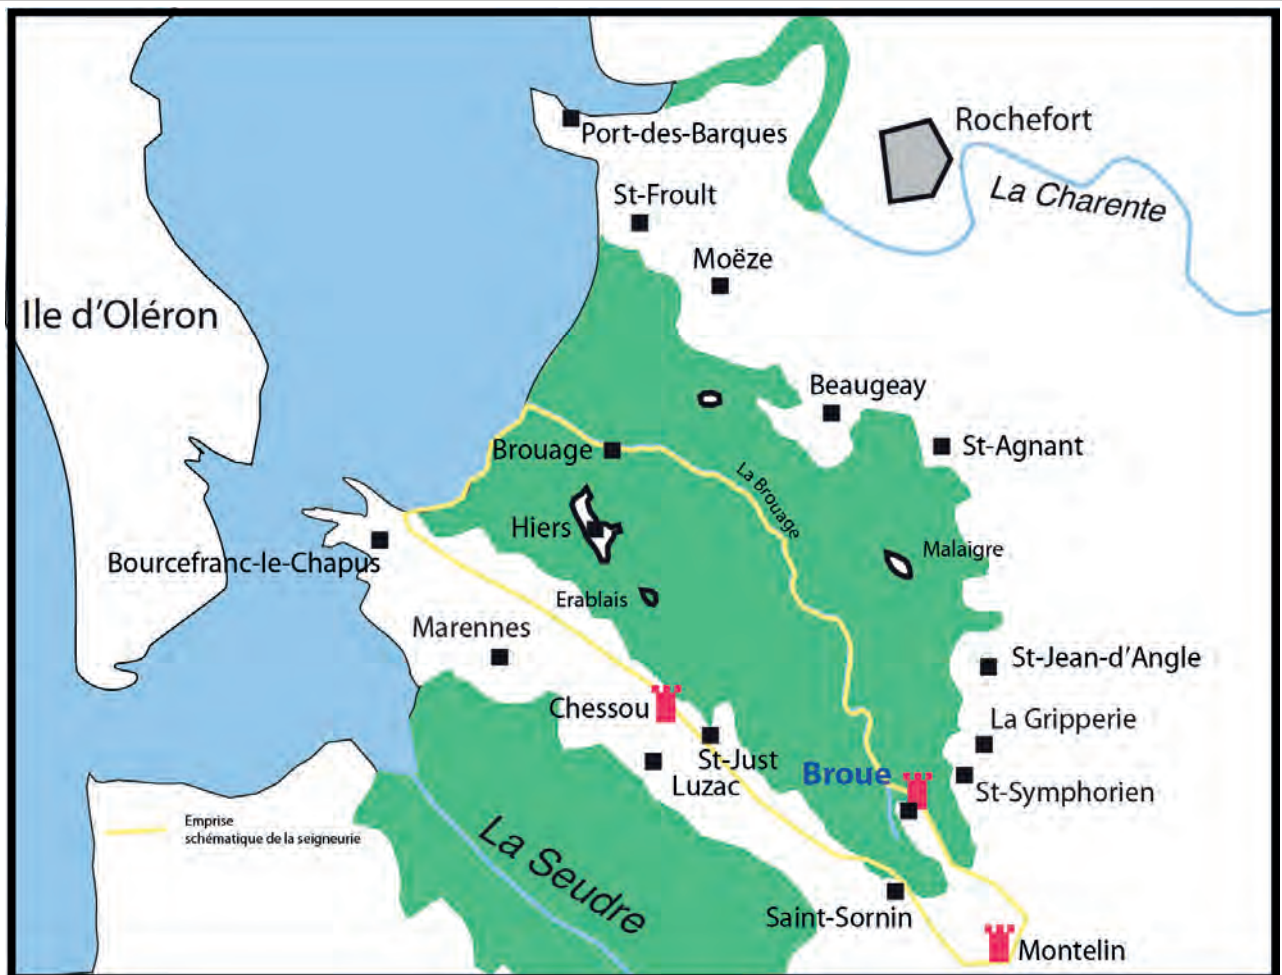 Rochefort
Port-des-Barques
La Charente
St-Froult
Moëze
Ile d'Oléron
Beaugeay
St-Agnant
Brouage
La Brouage
Hiers
Malaigre
Bourcefranc-le-Chapus
Erablais
Marennes
St-Jean-d'Angle
Chessou
La Gripperie
St-Just
Luzac
Broue
St-Symphorien
Emprise
schématique de la seigneurie
La Seudre
Saint-Sornin
Montelin